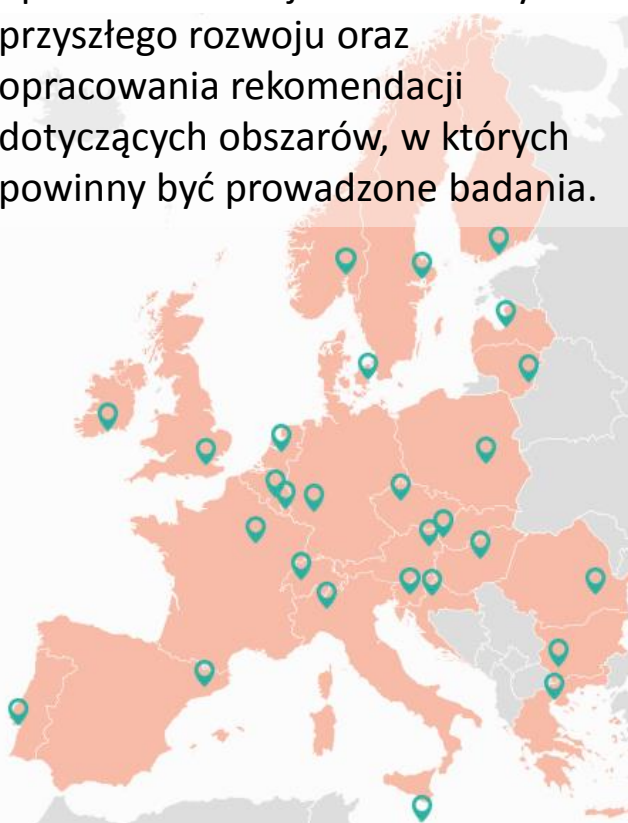 przyszłego rozwoju oraz
opracowania rekomendacji
dotyczących obszarów, w których
powinny być prowadzone badania.